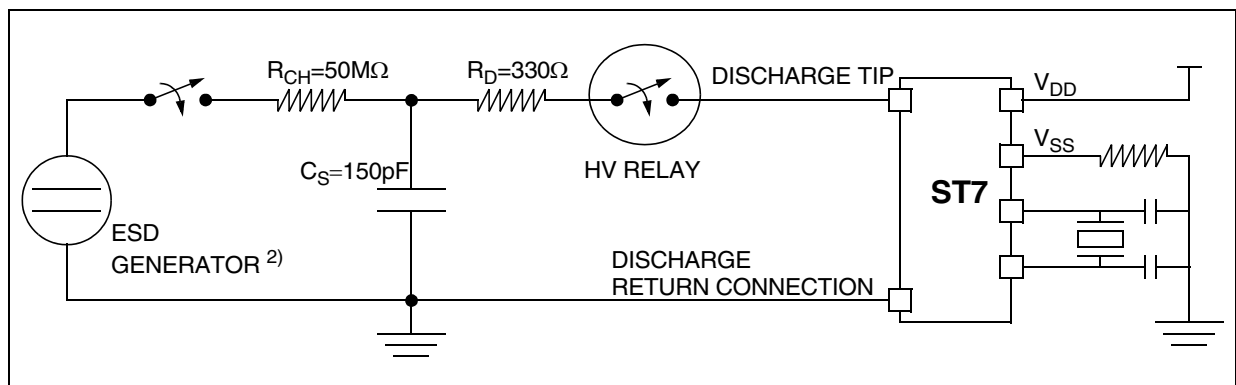 R_CH=50MΩ
R_D=330Ω
DISCHARGE TIP
V_DD
V_SS
C_S=150pF
HV RELAY
ST7
ESD
GENERATOR 2)
DISCHARGE
RETURN CONNECTION